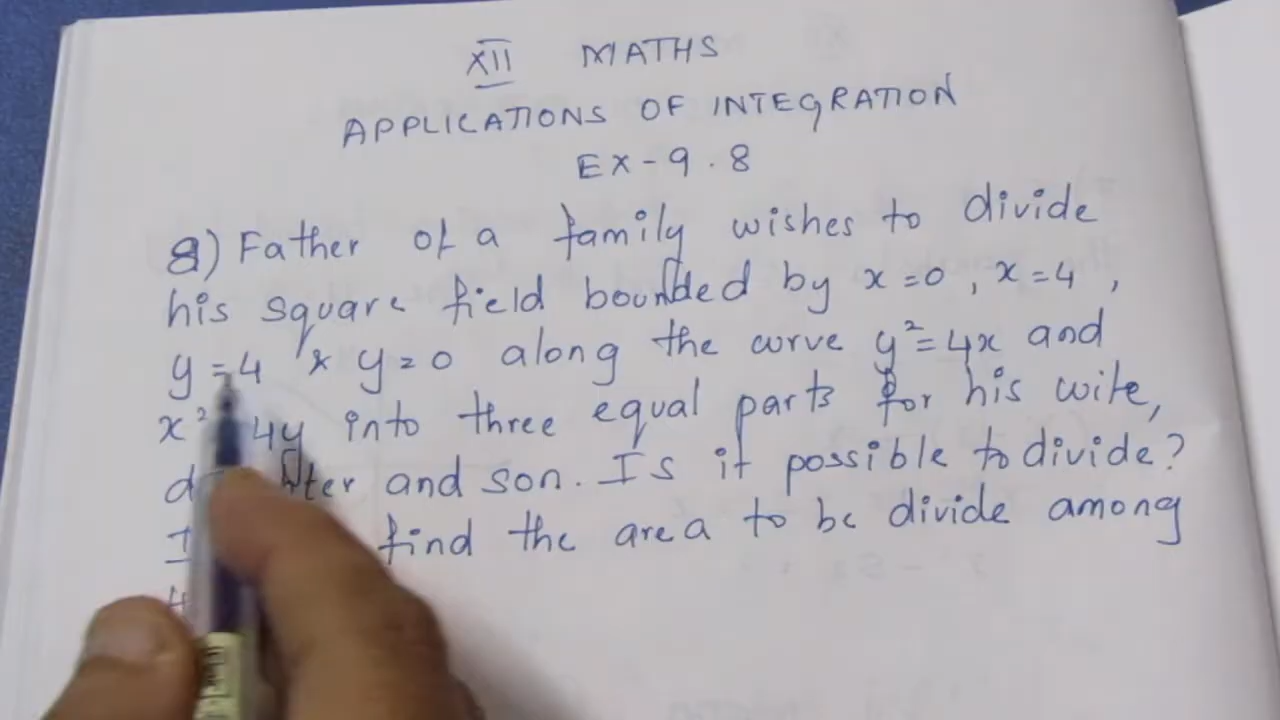 XII MATHS
APPLICATIONS OF INTEGRATION
EX-9.8
8) Father of a family wishes to divide
his square field bounded by x=0, x=4,
y=4 & y=0 along the curve y²=4x and
x² 4y into three equal parts for his wife,
and son. Is it possible to divide?
find the area to be divide among